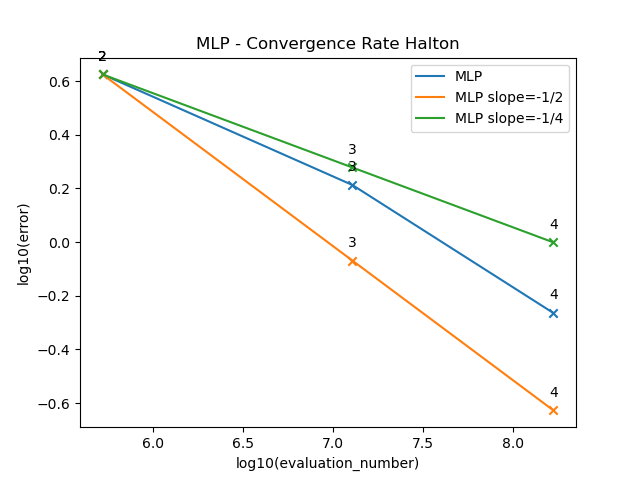 MLP - Convergence Rate Halton
2
MLP
MLP slope=-1/2
MLP slope=-1/4
3
3
3
4
4
4
0.6
0.4
0.2
0.0
−0.2
−0.4
−0.6
log10(error)
6.0 6.5 7.0 7.5 8.0
log10(evaluation_number)